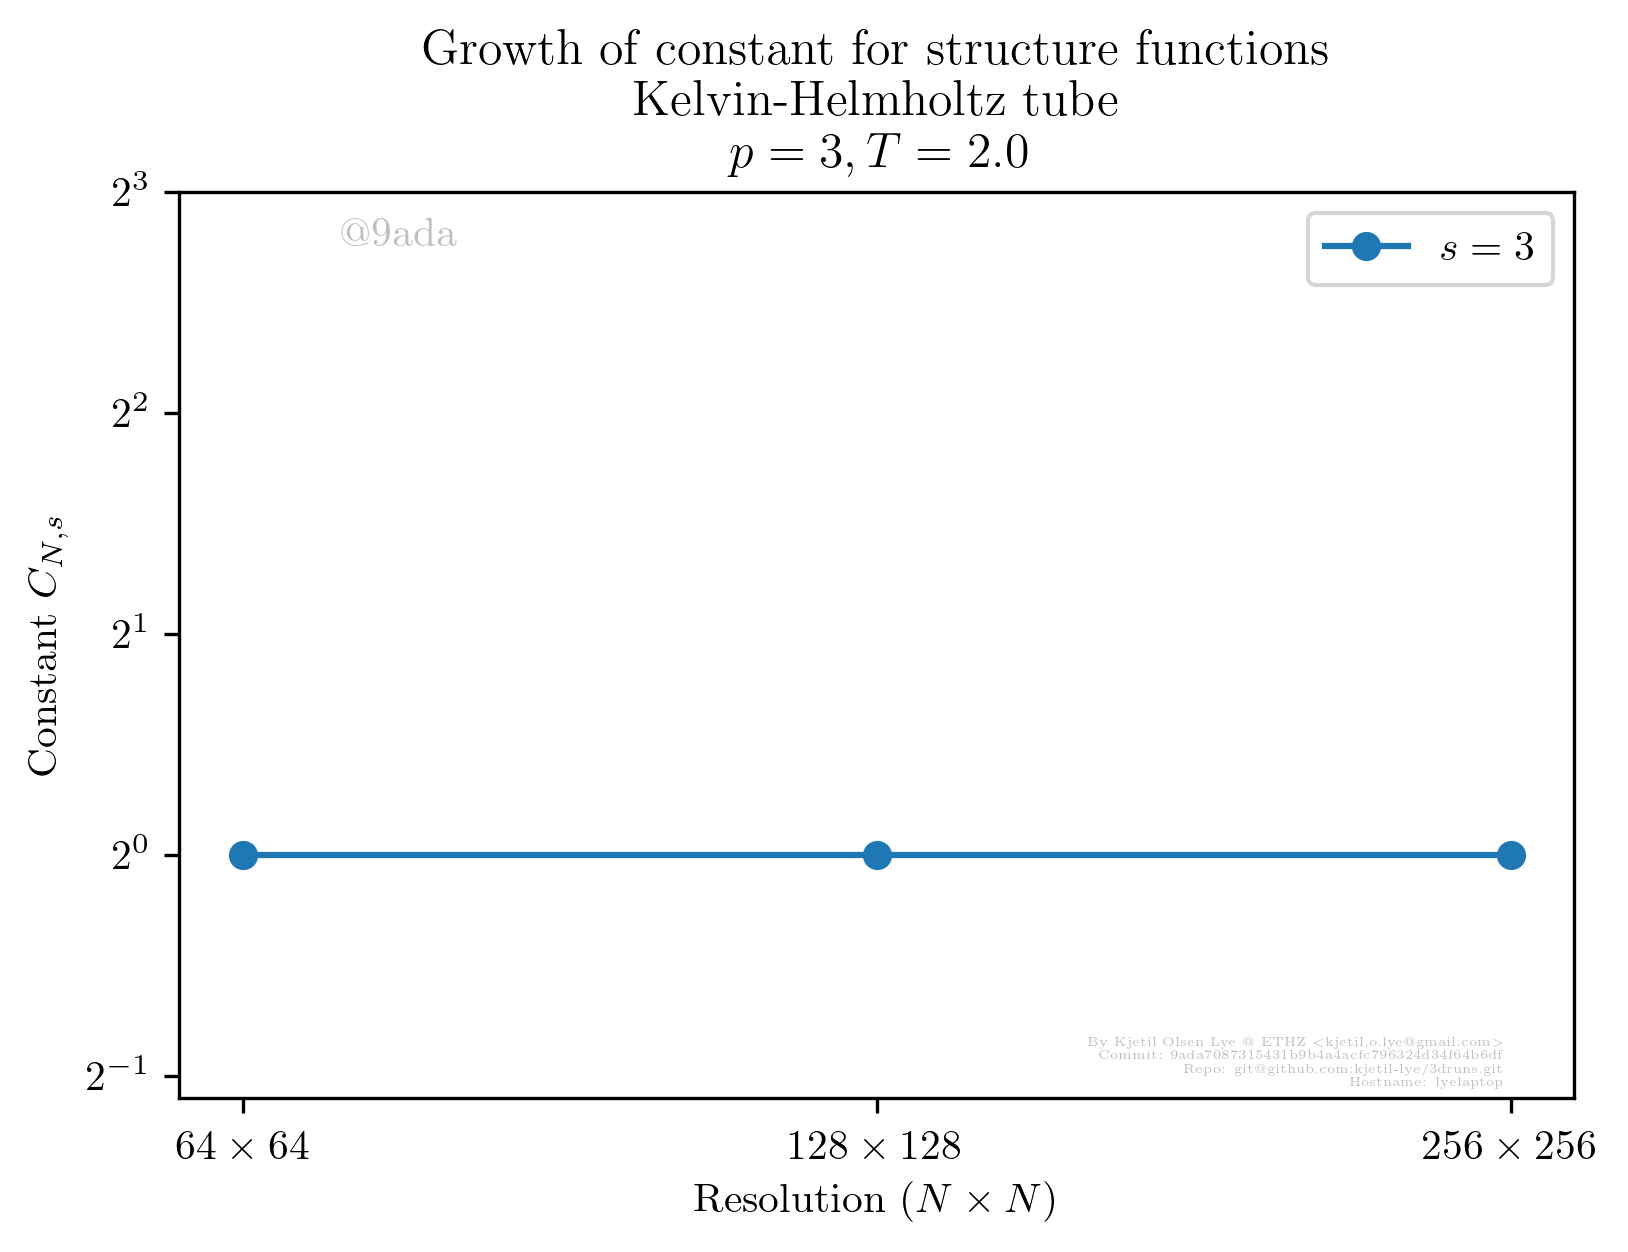 Growth of constant for structure functions
Kelvin-Helmholtz tube
p = 3, T = 2.0
2^3
@9ada
s = 3
2^2
2^1
Constant C_{N,s}
2^0
2^{-1}
By Kjetil Olsen Lye @ ETHZ <kjetil.o.lye@gmail.com>
Commit: 9ada7087315431b9b4a4acfc796324d34f64b6df
Repo: git@github.com:kjetil-lye/3druns.git
Hostname: lyelaptop
64 × 64
128 × 128
256 × 256
Resolution (N × N)